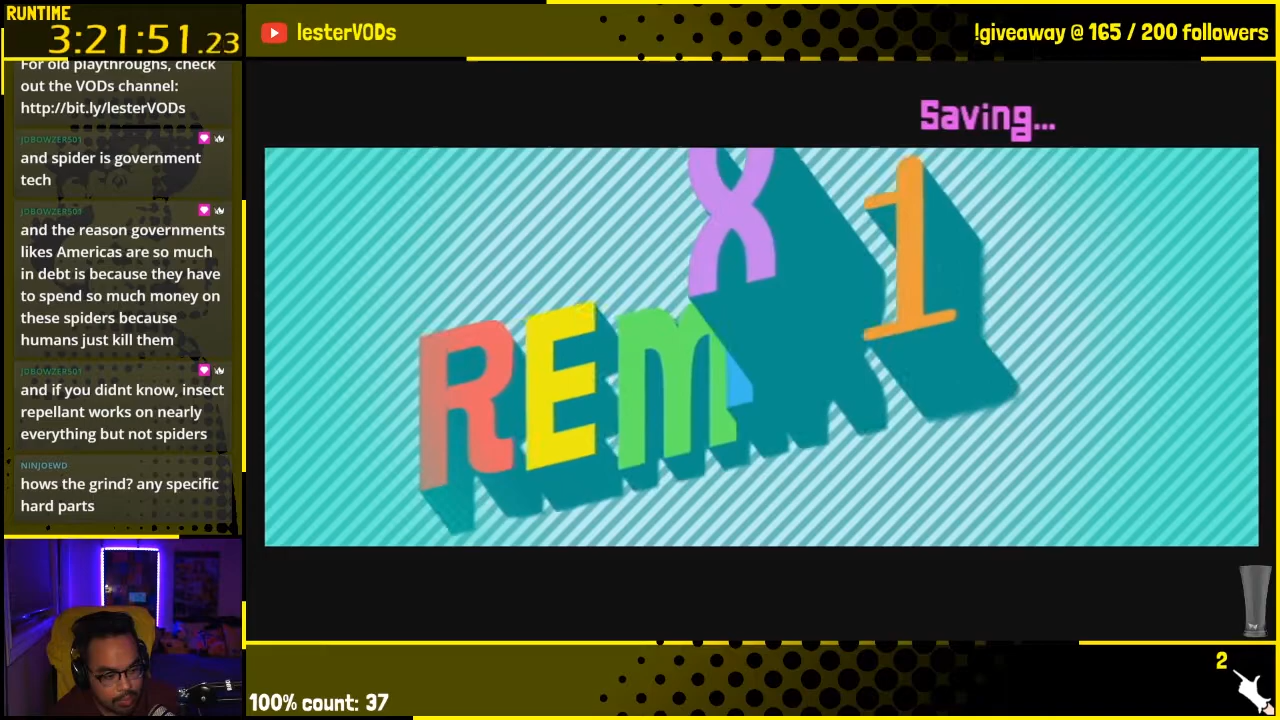 RUNTIME
3:21:51.23
lesterVODs
!giveaway @ 165 / 200 followers
For old playthroughs, check
out the VODs channel:
http://bit.ly/lesterVODs
JDBOWZER501
and spider is government
tech
JDBOWZER501
and the reason governments
likes Americas are so much
in debt is because they have
to spend so much money on
these spiders because
humans just kill them
JDBOWZER501
and if you didnt know, insect
repellant works on nearly
everything but not spiders
NINJOEWD
hows the grind? any specific
hard parts
Saving...
REM
X
1
2
100% count: 37